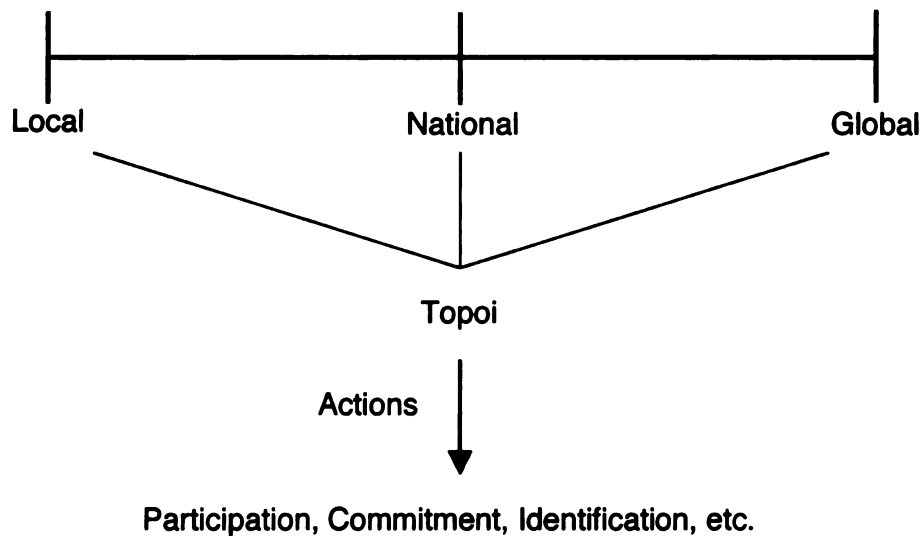 Local National Global
Topoi
Actions
Participation, Commitment, Identification, etc.